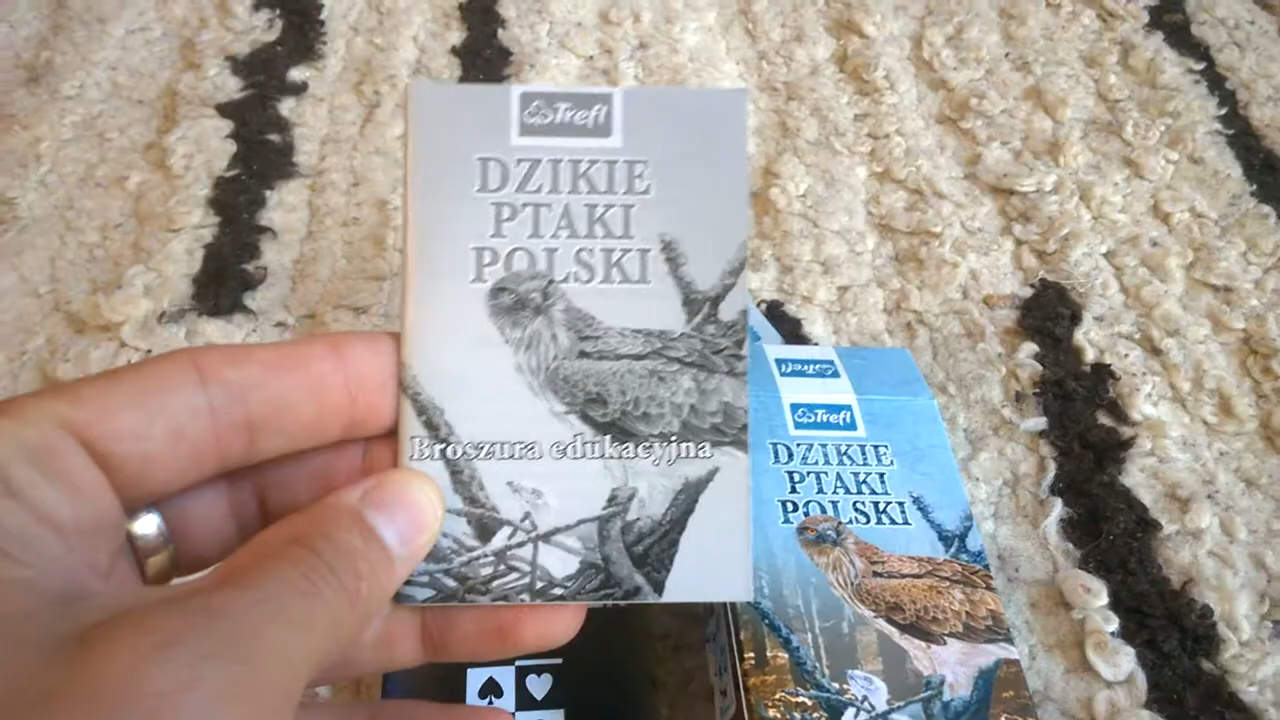 Trefl
DZIKIE
PTAKI
POLSKI
Broszura edukacyjna
Trefl
Trefl
DZIKIE
PTAKI
POLSKI